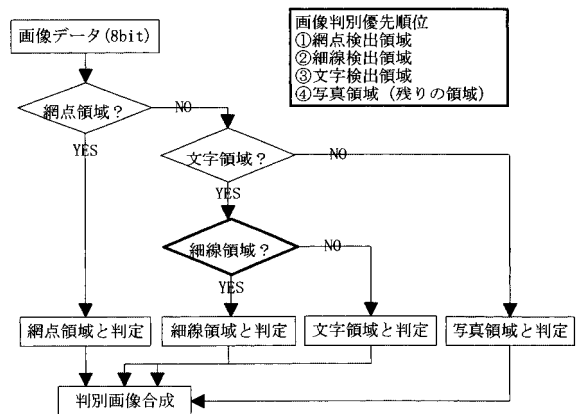 画像データ(8bit)
画像判別優先順位
①網点検出領域
②細線検出領域
③文字検出領域
④写真領域(残りの領域)
網点領域?
NO
YES
文字領域?
NO
YES
細線領域?
NO
YES
網点領域と判定
細線領域と判定
文字領域と判定
写真領域と判定
判別画像合成